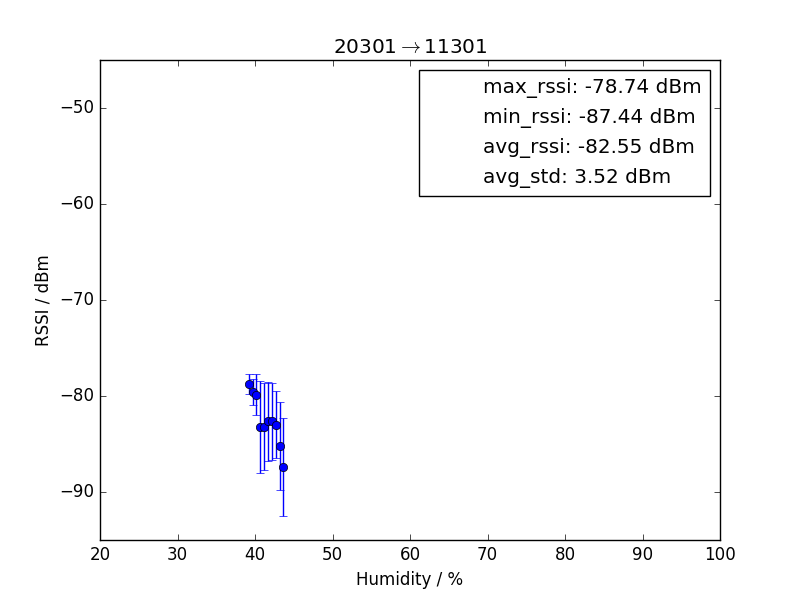 20301→11301
max_rssi: -78.74 dBm
min_rssi: -87.44 dBm
avg_rssi: -82.55 dBm
avg_std: 3.52 dBm
RSSI / dBm
−50
−60
−70
−80
−90
20 30 40 50 60 70 80 90 100
Humidity / %